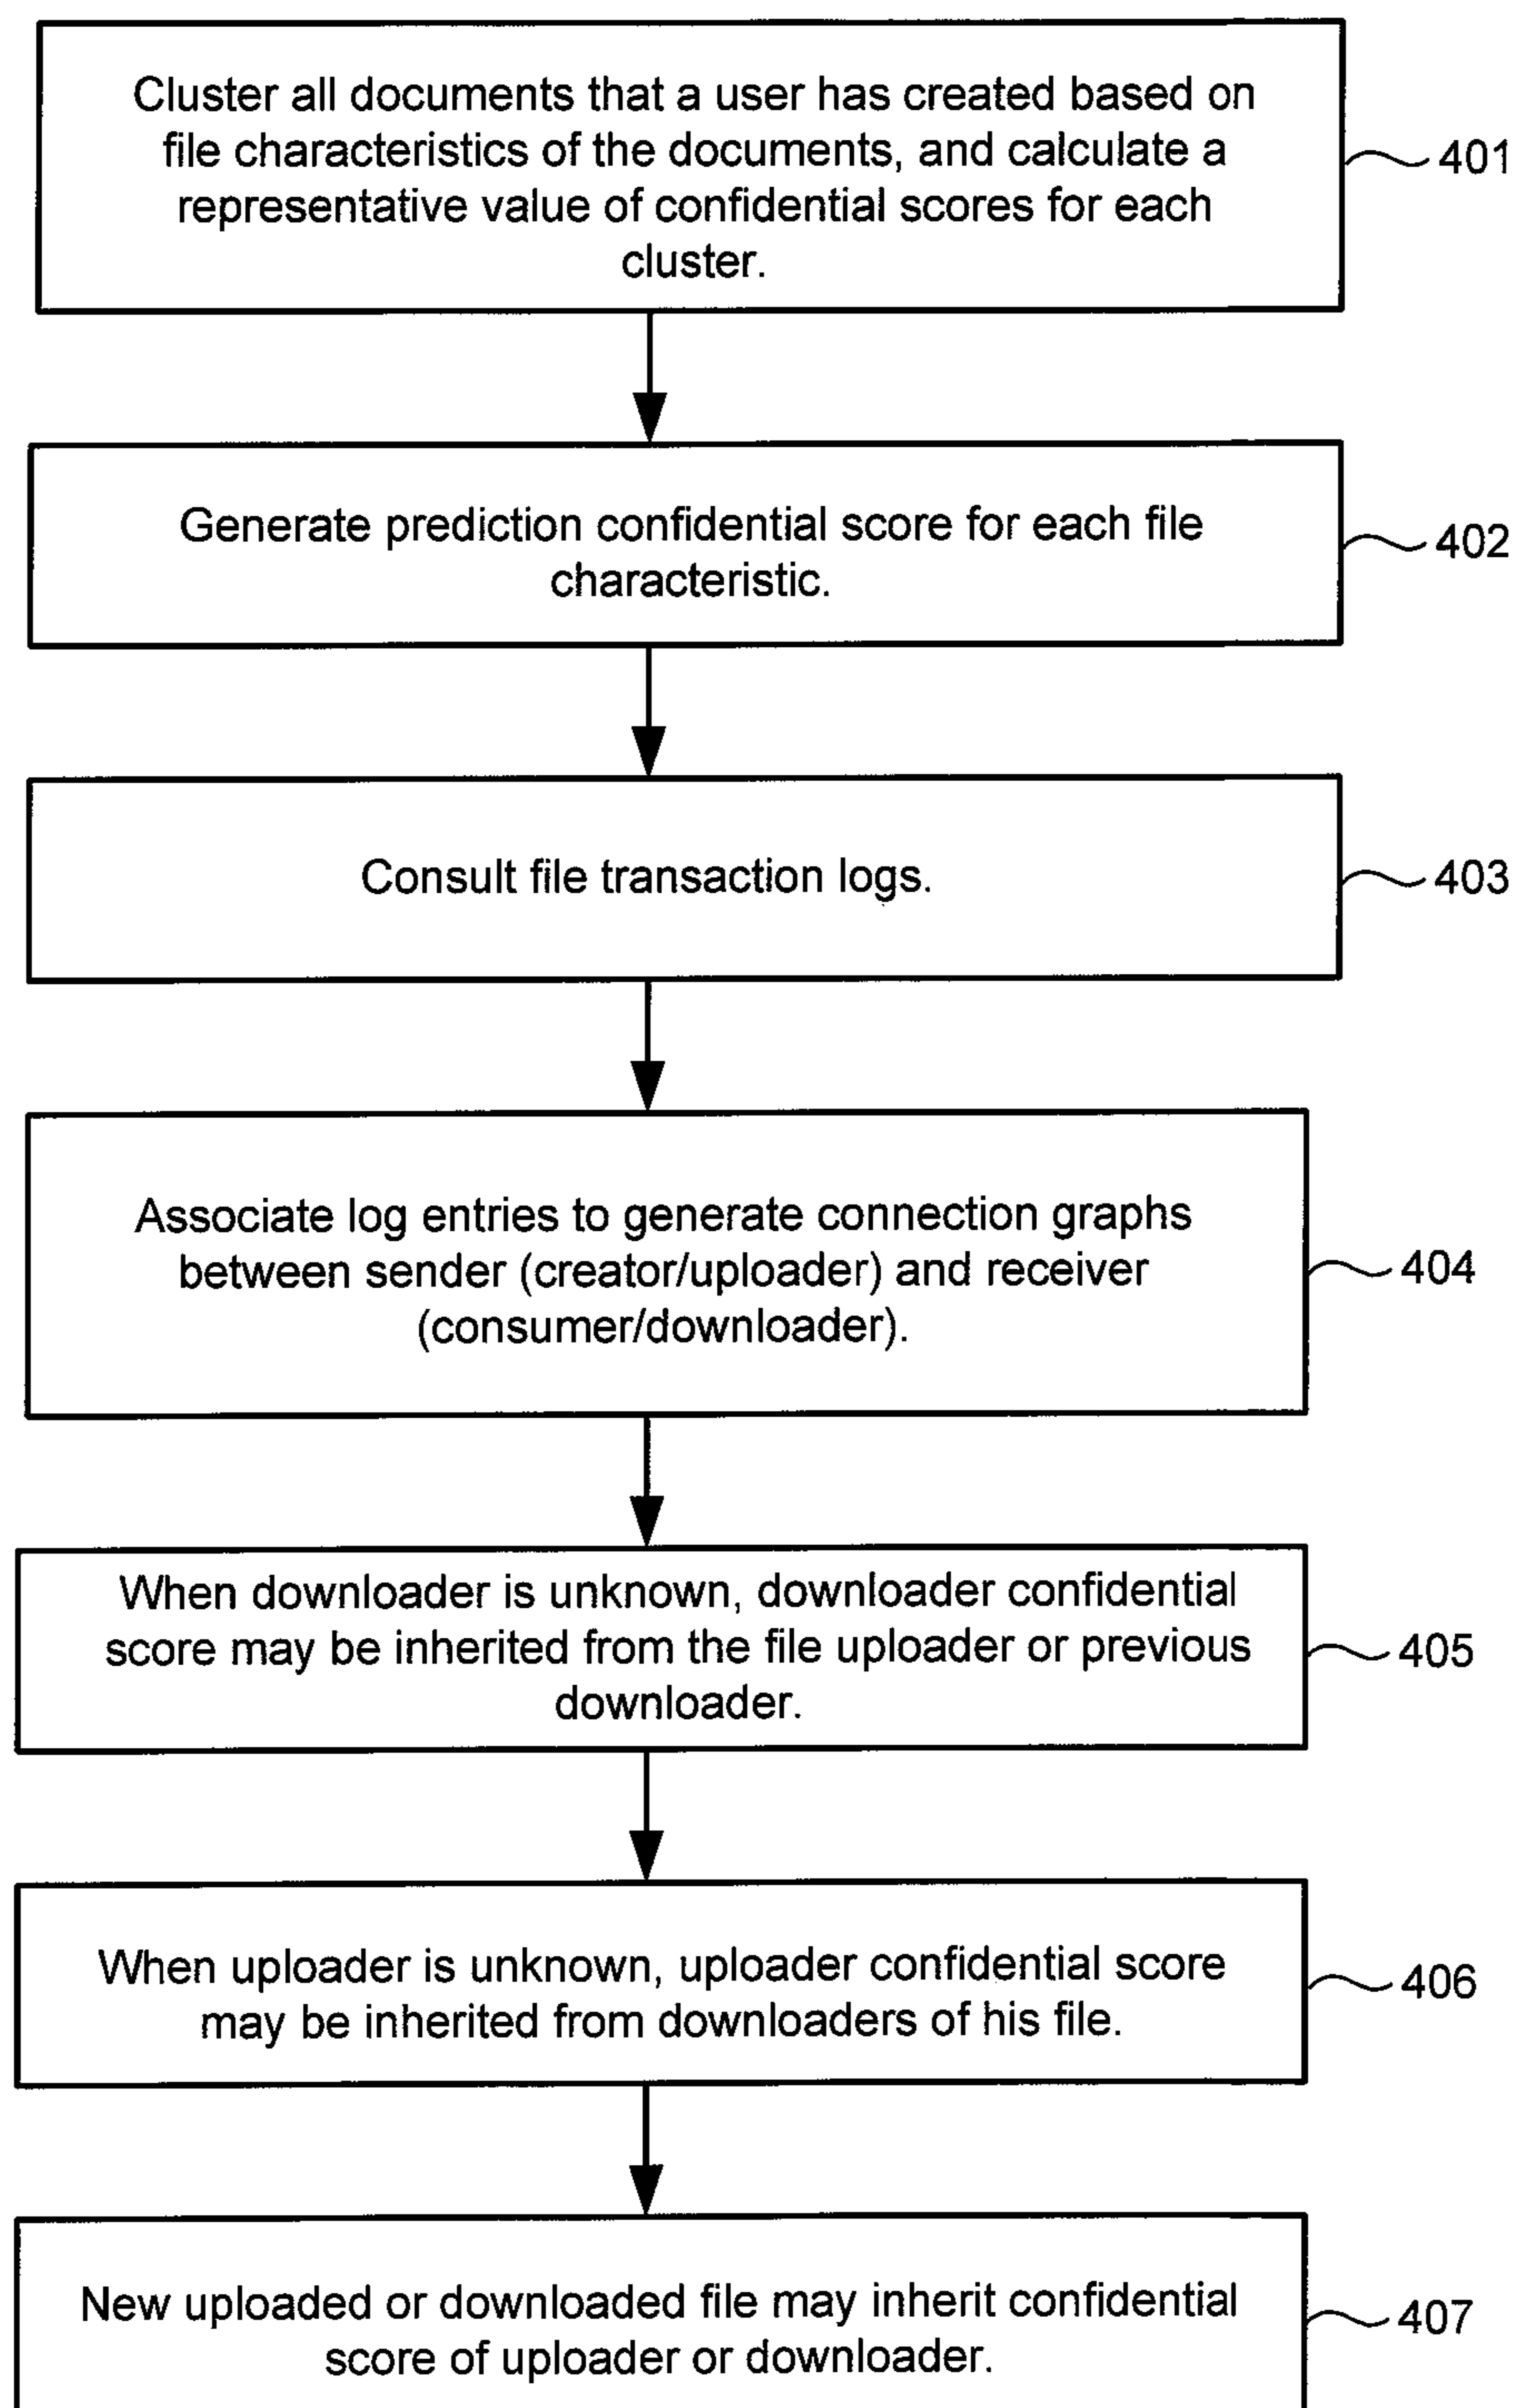 Cluster all documents that a user has created based on
file characteristics of the documents, and calculate a
representative value of confidential scores for each
cluster.
401
Generate prediction confidential score for each file
characteristic.
402
Consult file transaction logs.
403
Associate log entries to generate connection graphs
between sender (creator/uploader) and receiver
(consumer/downloader).
404
When downloader is unknown, downloader confidential
score may be inherited from the file uploader or previous
downloader.
405
When uploader is unknown, uploader confidential score
may be inherited from downloaders of his file.
406
New uploaded or downloaded file may inherit confidential
score of uploader or downloader.
407